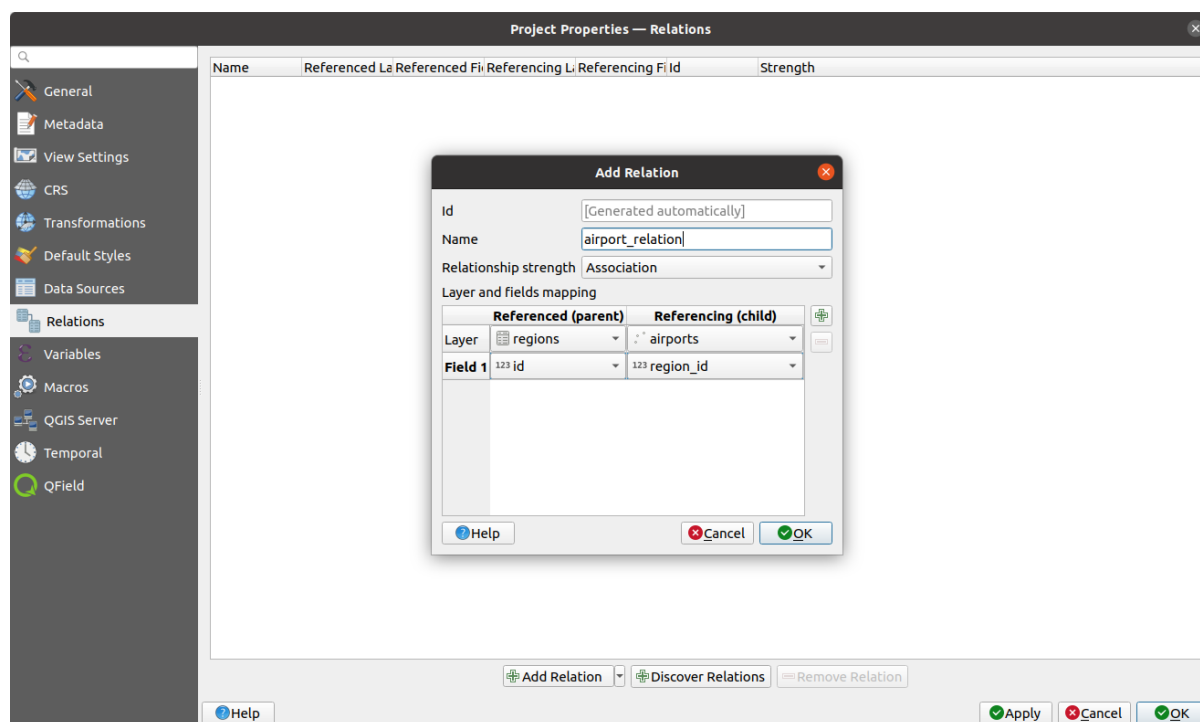 Project Properties — Relations
General
Metadata
View Settings
CRS
Transformations
Default Styles
Data Sources
Relations
Variables
Macros
QGIS Server
Temporal
QField
Name Referenced La Referenced Fi Referencing L Referencing Fi Id Strength
Add Relation
Id [Generated automatically]
Name airport_relation
Relationship strength Association
Layer and fields mapping
Referenced (parent) Referencing (child)
Layer regions airports
Field 1 123 id 123 region_id
Help Cancel OK
Add Relation Discover Relations Remove Relation
Help Apply Cancel OK